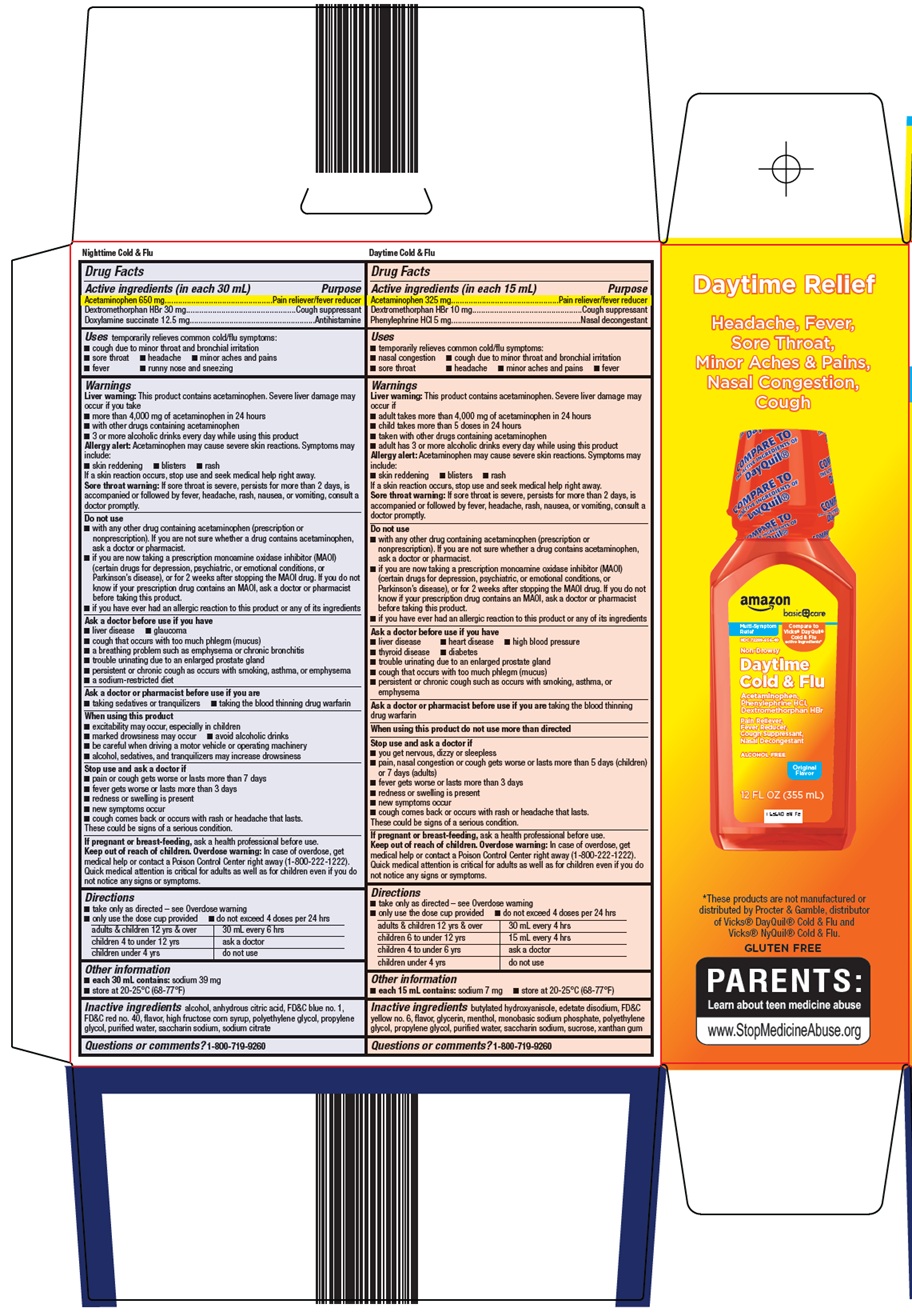 Nighttime Cold & Flu
Drug Facts
Active ingredients (in each 30 mL) Purpose
Acetaminophen 650 mg..............................................Pain reliever/fever reducer
Dextromethorphan HBr 30 mg..............................................Cough suppressant
Doxylamine succinate 12.5 mg..............................................Antihistamine
Uses temporarily relieves common cold/flu symptoms:
■ cough due to minor throat and bronchial irritation
■ sore throat ■ headache ■ minor aches and pains
■ fever ■ runny nose and sneezing
Warnings
Liver warning: This product contains acetaminophen. Severe liver damage may
occur if you take
■ more than 4,000 mg of acetaminophen in 24 hours
■ with other drugs containing acetaminophen
■ 3 or more alcoholic drinks every day while using this product
Allergy alert: Acetaminophen may cause severe skin reactions. Symptoms may
include:
■ skin reddening ■ blisters ■ rash
If a skin reaction occurs, stop use and seek medical help right away.
Sore throat warning: If sore throat is severe, persists for more than 2 days, is
accompanied or followed by fever, headache, rash, nausea, or vomiting, consult a
doctor promptly.
Do not use
■ with any other drug containing acetaminophen (prescription or
nonprescription). If you are not sure whether a drug contains acetaminophen,
ask a doctor or pharmacist.
■ if you are now taking a prescription monoamine oxidase inhibitor (MAOI)
(certain drugs for depression, psychiatric, or emotional conditions, or
Parkinson's disease), or for 2 weeks after stopping the MAOI drug. If you do not
know if your prescription drug contains an MAOI, ask a doctor or pharmacist
before taking this product.
■ if you have ever had an allergic reaction to this product or any of its ingredients
Ask a doctor before use if you have
■ liver disease ■ glaucoma
■ cough that occurs with too much phlegm (mucus)
■ a breathing problem such as emphysema or chronic bronchitis
■ trouble urinating due to an enlarged prostate gland
■ persistent or chronic cough as occurs with smoking, asthma, or emphysema
■ a sodium-restricted diet
Ask a doctor or pharmacist before use if you are
■ taking sedatives or tranquilizers ■ taking the blood thinning drug warfarin
When using this product
■ excitability may occur, especially in children
■ marked drowsiness may occur ■ avoid alcoholic drinks
■ be careful when driving a motor vehicle or operating machinery
■ alcohol, sedatives, and tranquilizers may increase drowsiness
Stop use and ask a doctor if
■ pain or cough gets worse or lasts more than 7 days
■ fever gets worse or lasts more than 3 days
■ redness or swelling is present
■ new symptoms occur
■ cough comes back or occurs with rash or headache that lasts.
These could be signs of a serious condition.
If pregnant or breast-feeding, ask a health professional before use.
Keep out of reach of children. Overdose warning: In case of overdose, get
medical help or contact a Poison Control Center right away (1-800-222-1222).
Quick medical attention is critical for adults as well as for children even if you do
not notice any signs or symptoms.
Directions
■ take only as directed – see Overdose warning
■ only use the dose cup provided ■ do not exceed 4 doses per 24 hrs
adults & children 12 yrs & over 30 mL every 6 hrs
children 4 to under 12 yrs ask a doctor
children under 4 yrs do not use
Other information
■ each 30 mL contains: sodium 39 mg
■ store at 20-25°C (68-77°F)
Inactive ingredients alcohol, anhydrous citric acid, FD&C blue no. 1,
FD&C red no. 40, flavor, high fructose corn syrup, polyethylene glycol, propylene
glycol, purified water, saccharin sodium, sodium citrate
Questions or comments? 1-800-719-9260
Daytime Cold & Flu
Drug Facts
Active ingredients (in each 15 mL) Purpose
Acetaminophen 325 mg..............................................Pain reliever/fever reducer
Dextromethorphan HBr 10 mg..............................................Cough suppressant
Phenylephrine HCl 5 mg..............................................Nasal decongestant
Uses
■ temporarily relieves common cold/flu symptoms:
■ nasal congestion ■ cough due to minor throat and bronchial irritation
■ sore throat ■ headache ■ minor aches and pains ■ fever
Warnings
Liver warning: This product contains acetaminophen. Severe liver damage may
occur if
■ adult takes more than 4,000 mg of acetaminophen in 24 hours
■ child takes more than 5 doses in 24 hours
■ taken with other drugs containing acetaminophen
■ adult has 3 or more alcoholic drinks every day while using this product
Allergy alert: Acetaminophen may cause severe skin reactions. Symptoms may
include:
■ skin reddening ■ blisters ■ rash
If a skin reaction occurs, stop use and seek medical help right away.
Sore throat warning: If sore throat is severe, persists for more than 2 days, is
accompanied or followed by fever, headache, rash, nausea, or vomiting, consult a
doctor promptly.
Do not use
■ with any other drug containing acetaminophen (prescription or
nonprescription). If you are not sure whether a drug contains acetaminophen,
ask a doctor or pharmacist.
■ if you are now taking a prescription monoamine oxidase inhibitor (MAOI)
(certain drugs for depression, psychiatric, or emotional conditions, or
Parkinson's disease), or for 2 weeks after stopping the MAOI drug. If you do not
know if your prescription drug contains an MAOI, ask a doctor or pharmacist
before taking this product.
■ if you have ever had an allergic reaction to this product or any of its ingredients
Ask a doctor before use if you have
■ liver disease ■ heart disease ■ high blood pressure
■ thyroid disease ■ diabetes
■ trouble urinating due to an enlarged prostate gland
■ cough that occurs with too much phlegm (mucus)
■ persistent or chronic cough such as occurs with smoking, asthma, or
emphysema
Ask a doctor or pharmacist before use if you are taking the blood thinning
drug warfarin
When using this product do not use more than directed
Stop use and ask a doctor if
■ you get nervous, dizzy or sleepless
■ pain, nasal congestion or cough gets worse or lasts more than 5 days (children)
or 7 days (adults)
■ fever gets worse or lasts more than 3 days
■ redness or swelling is present
■ new symptoms occur
■ cough comes back or occurs with rash or headache that lasts.
These could be signs of a serious condition.
If pregnant or breast-feeding, ask a health professional before use.
Keep out of reach of children. Overdose warning: In case of overdose, get
medical help or contact a Poison Control Center right away (1-800-222-1222).
Quick medical attention is critical for adults as well as for children even if you do
not notice any signs or symptoms.
Directions
■ take only as directed – see Overdose warning
■ only use the dose cup provided ■ do not exceed 4 doses per 24 hrs
adults & children 12 yrs & over 30 mL every 4 hrs
children 6 to under 12 yrs 15 mL every 4 hrs
children 4 to under 6 yrs ask a doctor
children under 4 yrs do not use
Other information
■ each 15 mL contains: sodium 7 mg ■ store at 20-25°C (68-77°F)
Inactive ingredients butylated hydroxyanisole, edetate disodium, FD&C
yellow no. 6, flavor, glycerin, menthol, monobasic sodium phosphate, polyethylene
glycol, propylene glycol, purified water, saccharin sodium, sucrose, xanthan gum
Questions or comments? 1-800-719-9260
Daytime Relief
Headache, Fever,
Sore Throat,
Minor Aches & Pains,
Nasal Congestion,
Cough
COMPARE TO
DayQuil®
COMPARE TO
DayQuil®
COMPARE TO
amazon
basic care
Multi-Symptom
Relief
Compare to
Vicks® DayQuil®
Cold & Flu
active ingredients*
Non-Drowsy
Daytime
Cold & Flu
Acetaminophen,
Phenylephrine HCl,
Dextromethorphan HBr
Pain Reliever,
Fever Reducer,
Cough Suppressant,
Nasal Decongestant
ALCOHOL FREE
Original
Flavor
12 FL OZ (355 mL)
*These products are not manufactured or
distributed by Procter & Gamble, distributor
of Vicks® DayQuil® Cold & Flu and
Vicks® NyQuil® Cold & Flu.
GLUTEN FREE
PARENTS:
Learn about teen medicine abuse
www.StopMedicineAbuse.org